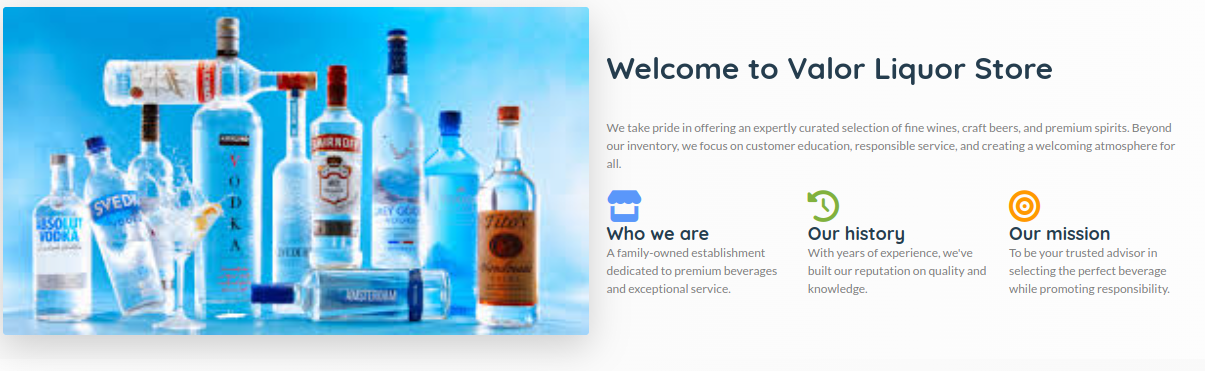 Welcome to Valor Liquor Store
We take pride in offering an expertly curated selection of fine wines, craft beers, and premium spirits. Beyond
our inventory, we focus on customer education, responsible service, and creating a welcoming atmosphere for
all.
Who we are
A family-owned establishment
dedicated to premium beverages
and exceptional service.
Our history
With years of experience, we've
built our reputation on quality and
knowledge.
Our mission
To be your trusted advisor in
selecting the perfect beverage
while promoting responsibility.
VODKA
ABSOLUT
VODKA
SVEDK
SMIRNOFF
GREY GOO
AMSTERDAM
Tito's
Handmade